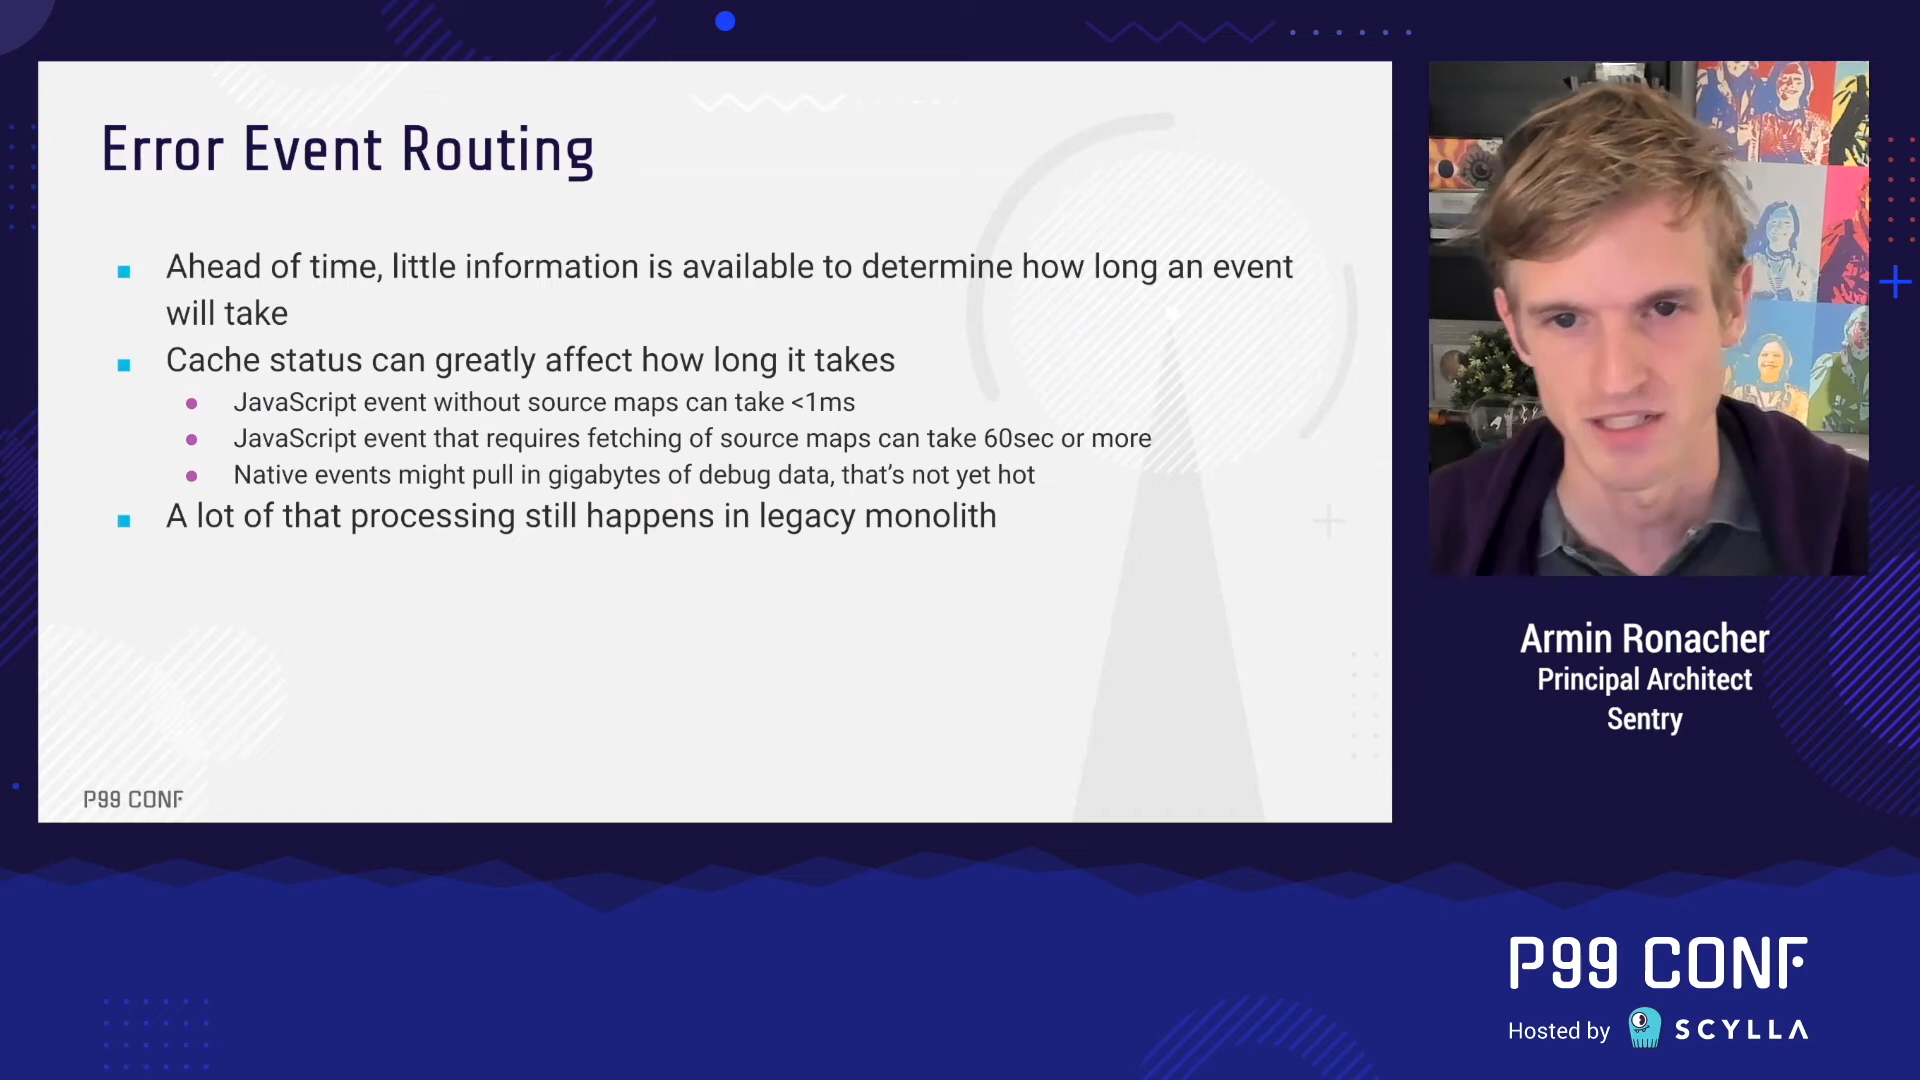 Error Event Routing
Ahead of time, little information is available to determine how long an event
will take
Cache status can greatly affect how long it takes
JavaScript event without source maps can take <1ms
JavaScript event that requires fetching of source maps can take 60sec or more
Native events might pull in gigabytes of debug data, that's not yet hot
A lot of that processing still happens in legacy monolith
P99 CONF
Armin Ronacher
Principal Architect
Sentry
P99 CONF
Hosted by SCYLLA